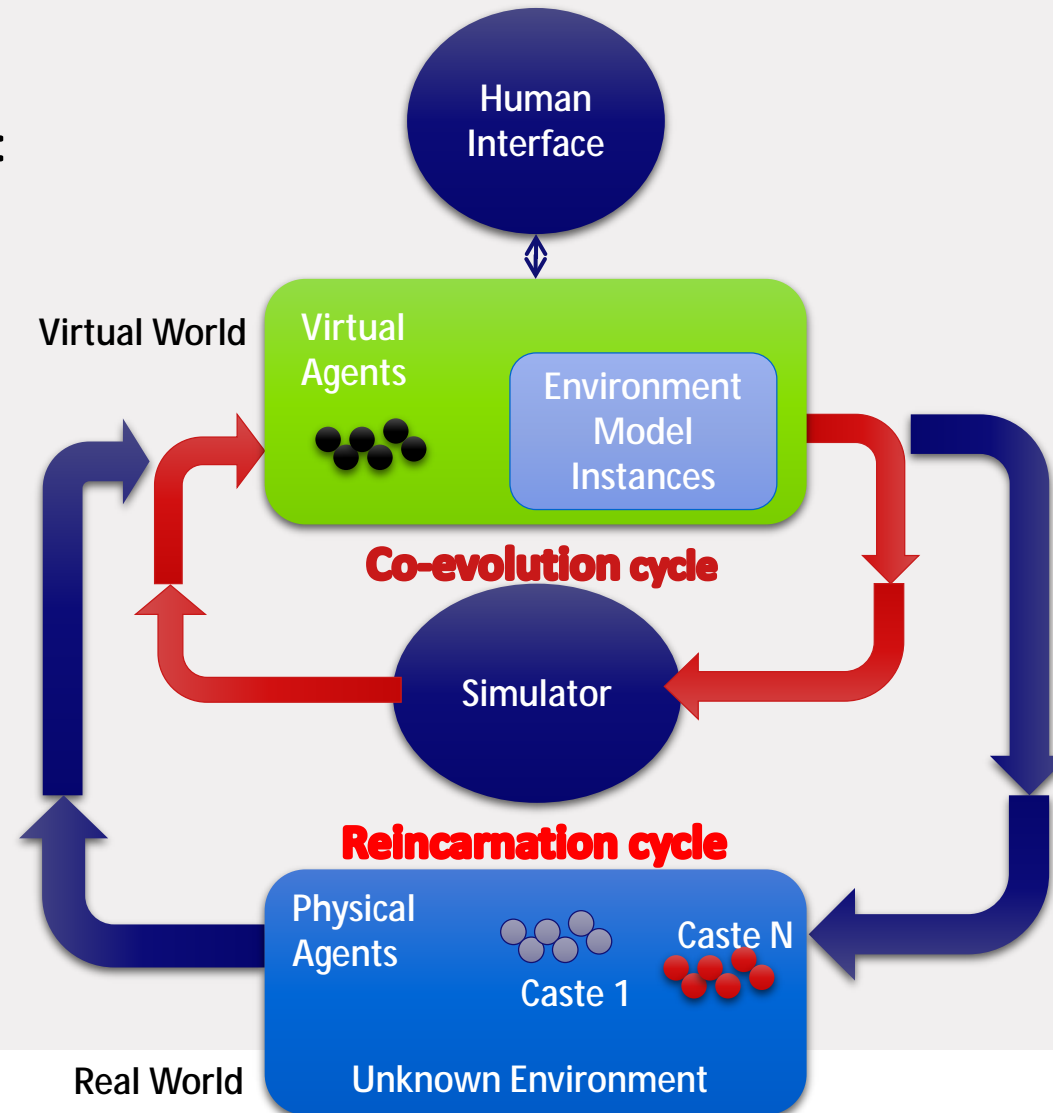 Human
Interface
:
Virtual World
Virtual
Agents
Environment
Model
Instances
Co-evolution cycle
Simulator
Reincarnation cycle
Physical
Agents
Caste N
Caste 1
Real World
Unknown Environment